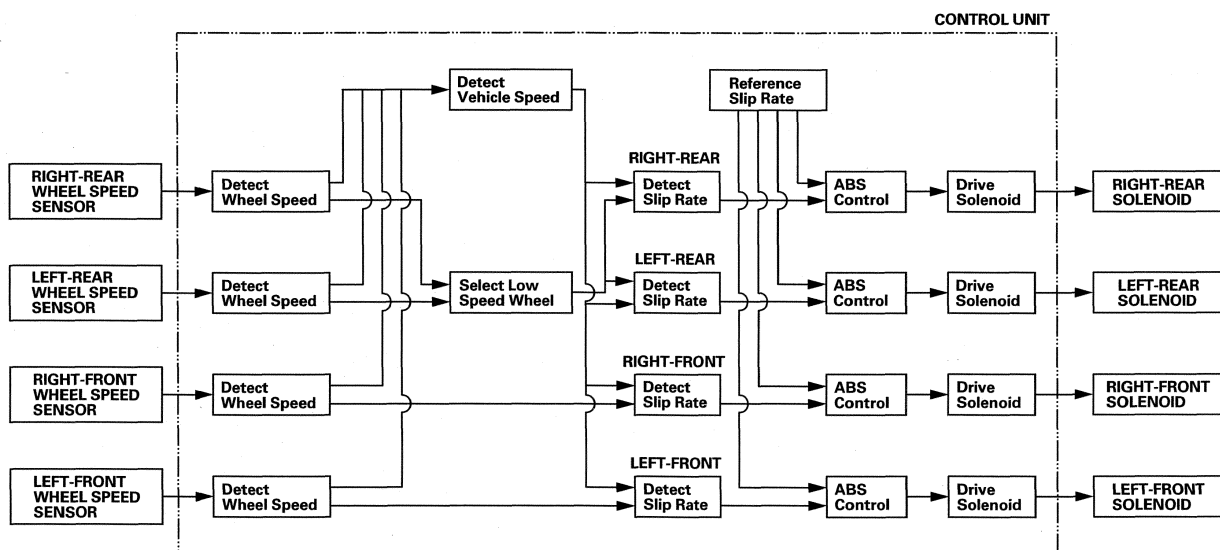 CONTROL UNIT
Detect
Vehicle Speed
Reference
Slip Rate
RIGHT-REAR
WHEEL SPEED
SENSOR
Detect
Wheel Speed
RIGHT-REAR
Detect
Slip Rate
ABS
Control
Drive
Solenoid
RIGHT-REAR
SOLENOID
LEFT-REAR
WHEEL SPEED
SENSOR
Detect
Wheel Speed
Select Low
Speed Wheel
LEFT-REAR
Detect
Slip Rate
ABS
Control
Drive
Solenoid
LEFT-REAR
SOLENOID
RIGHT-FRONT
WHEEL SPEED
SENSOR
Detect
Wheel Speed
RIGHT-FRONT
Detect
Slip Rate
ABS
Control
Drive
Solenoid
RIGHT-FRONT
SOLENOID
LEFT-FRONT
WHEEL SPEED
SENSOR
Detect
Wheel Speed
LEFT-FRONT
Detect
Slip Rate
ABS
Control
Drive
Solenoid
LEFT-FRONT
SOLENOID